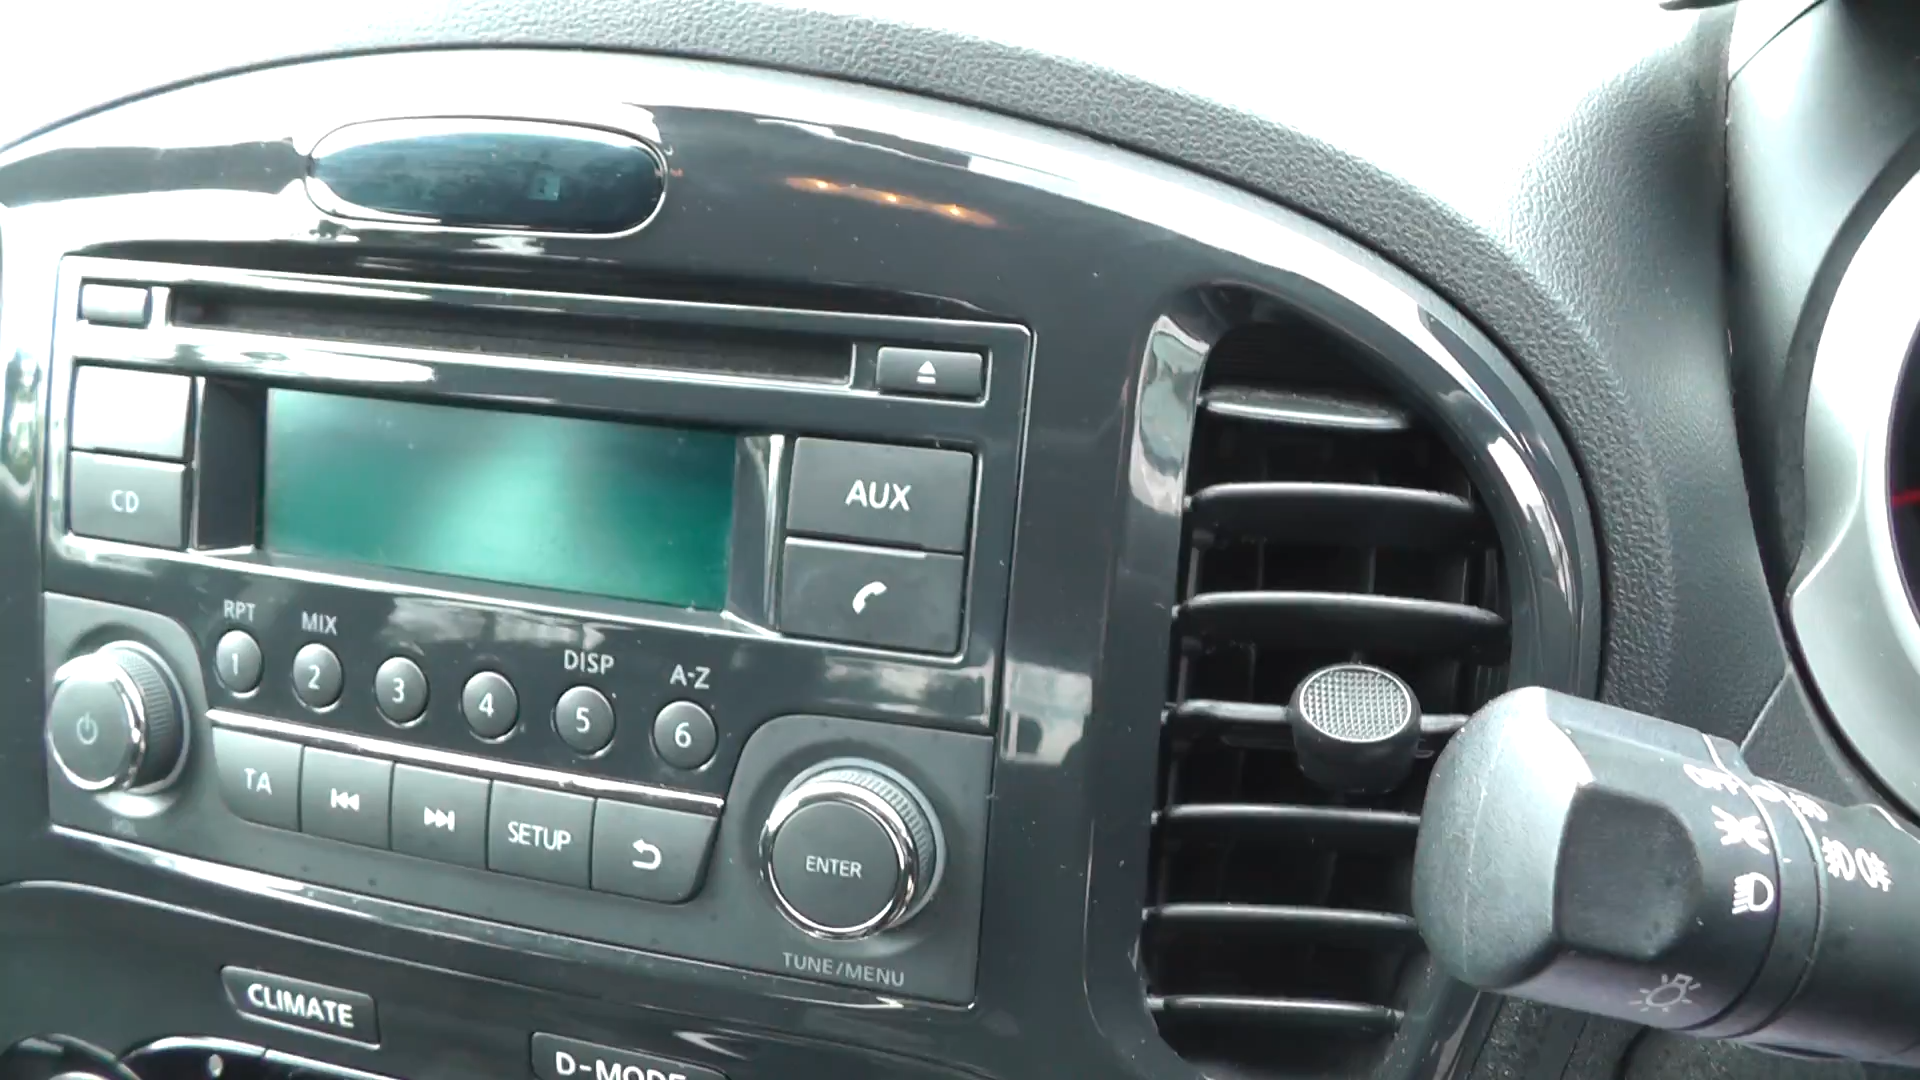 CD
AUX
RPT
MIX
DISP
A-Z
1
2
3
4
5
6
TA
SETUP
ENTER
TUNE/MENU
CLIMATE
D-MODE